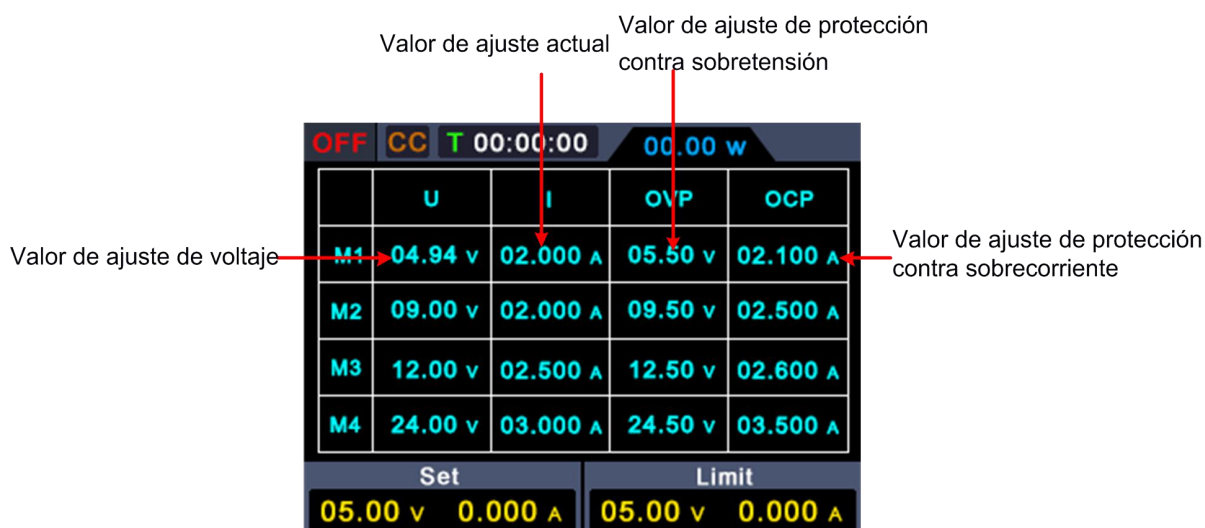 Valor de ajuste actual
Valor de ajuste de protección
contra sobretensión
OFF CC T 00:00:00 00.00 W
U I OVP OCP
Valor de ajuste de voltaje
M1 04.94 V 02.000 A 05.50 V 02.100 A
Valor de ajuste de protección
contra sobrecorriente
M2 09.00 V 02.000 A 09.50 V 02.500 A
M3 12.00 V 02.500 A 12.50 V 02.600 A
M4 24.00 V 03.000 A 24.50 V 03.500 A
Set Limit
05.00 V 0.000 A 05.00 V 0.000 A